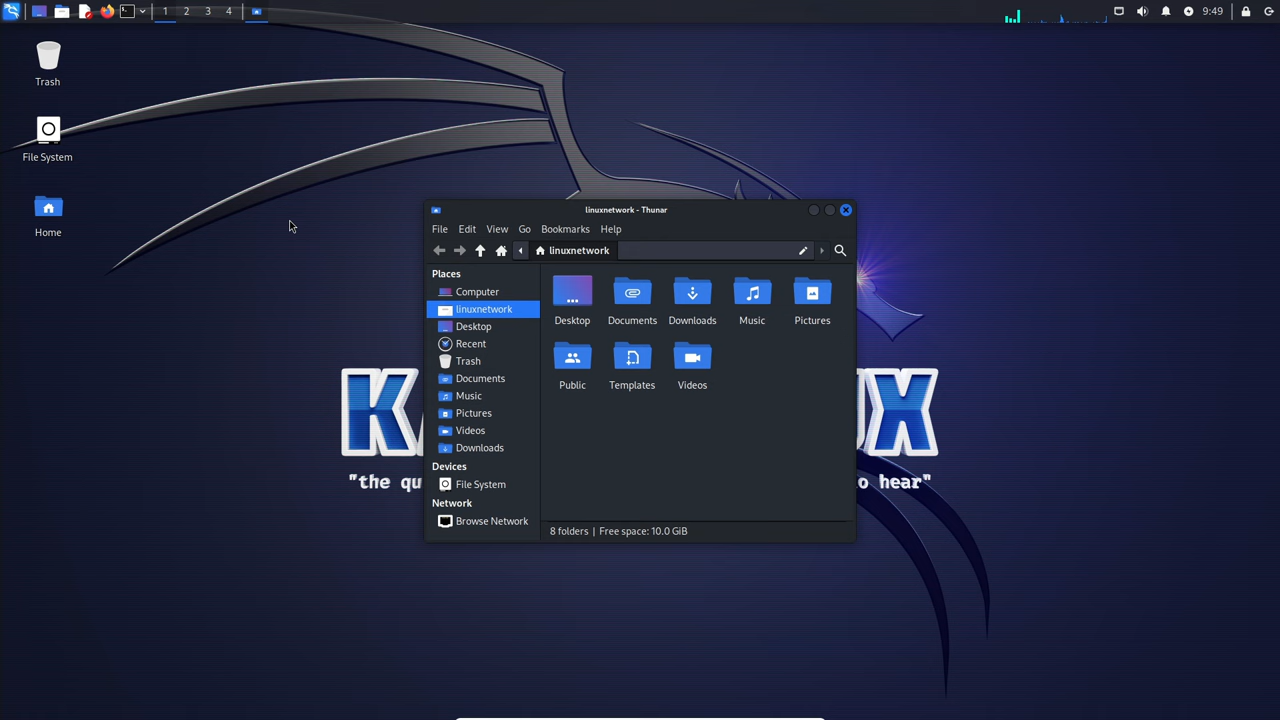 1 2 3 4
9:49
Trash
File System
Home
linuxnetwork - Thunar
File Edit View Go Bookmarks Help
linuxnetwork
Places
Computer
linuxnetwork
Desktop
Recent
Trash
Documents
Music
Pictures
Videos
Downloads
Devices
File System
Network
Browse Network
Desktop Documents Downloads Music Pictures
Public Templates Videos
8 folders | Free space: 10.0 GiB
K UX
"the qu o hear"